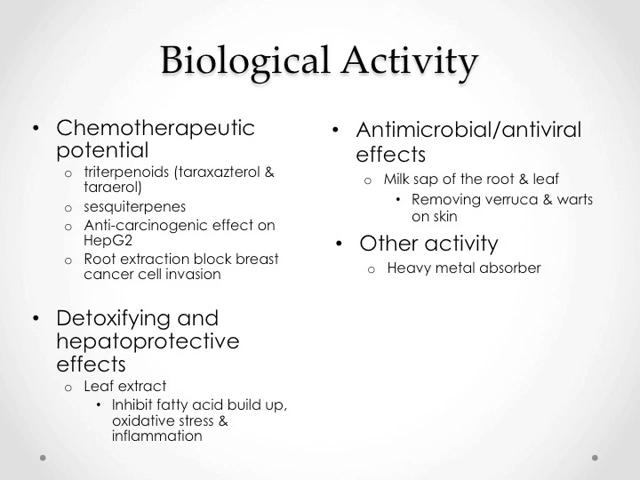 Biological Activity
• Chemotherapeutic
potential
o triterpenoids (taraxazterol &
taraerol)
o sesquiterpenes
o Anti-carcinogenic effect on
HepG2
o Root extraction block breast
cancer cell invasion
• Detoxifying and
hepatoprotective
effects
o Leaf extract
• Inhibit fatty acid build up,
oxidative stress &
inflammation
• Antimicrobial/antiviral
effects
o Milk sap of the root & leaf
• Removing verruca & warts
on skin
• Other activity
o Heavy metal absorber